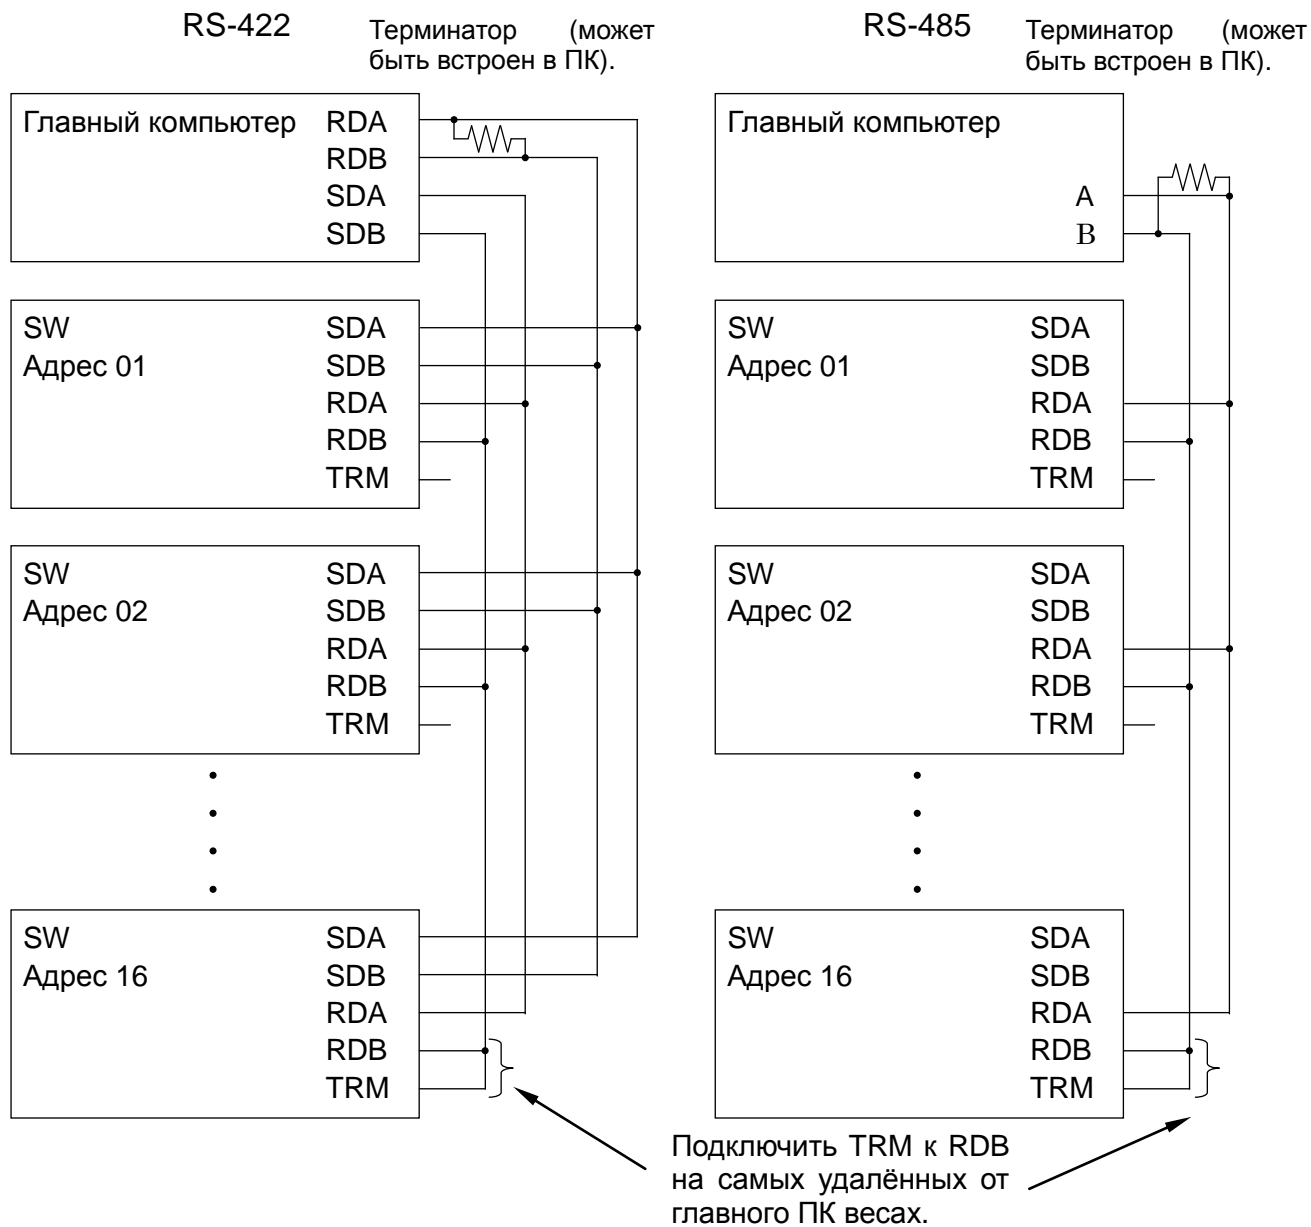 RS-422
Терминатор (может
быть встроен в ПК).
Главный компьютер RDA
RDB
SDA
SDB
SW SDA
Адрес 01 SDB
RDA
RDB
TRM
SW SDA
Адрес 02 SDB
RDA
RDB
TRM
SW SDA
Адрес 16 SDB
RDA
RDB
TRM
RS-485
Терминатор (может
быть встроен в ПК).
Главный компьютер
A
B
SW SDA
Адрес 01 SDB
RDA
RDB
TRM
SW SDA
Адрес 02 SDB
RDA
RDB
TRM
SW SDA
Адрес 16 SDB
RDA
RDB
TRM
Подключить TRM к RDB
на самых удалённых от
главного ПК весах.